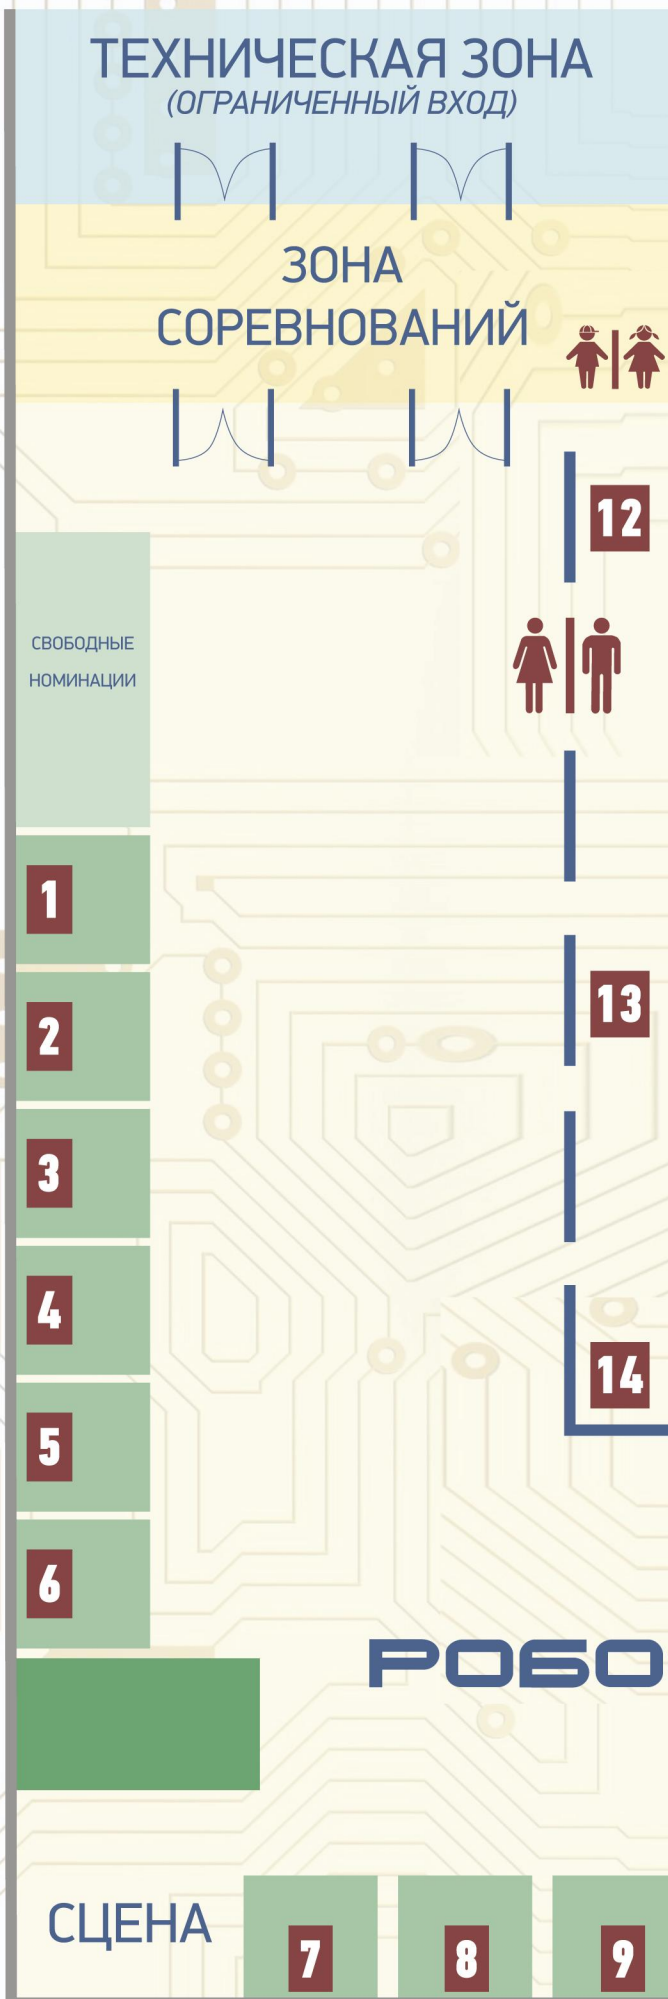 ТЕХНИЧЕСКАЯ ЗОНА
(ОГРАНИЧЕННЫЙ ВХОД)
ЗОНА
СОРЕВНОВАНИЙ
12
СВОБОДНЫЕ
НОМИНАЦИИ
1
13
2
3
4
14
5
6
РОБО
СЦЕНА
7
8
9